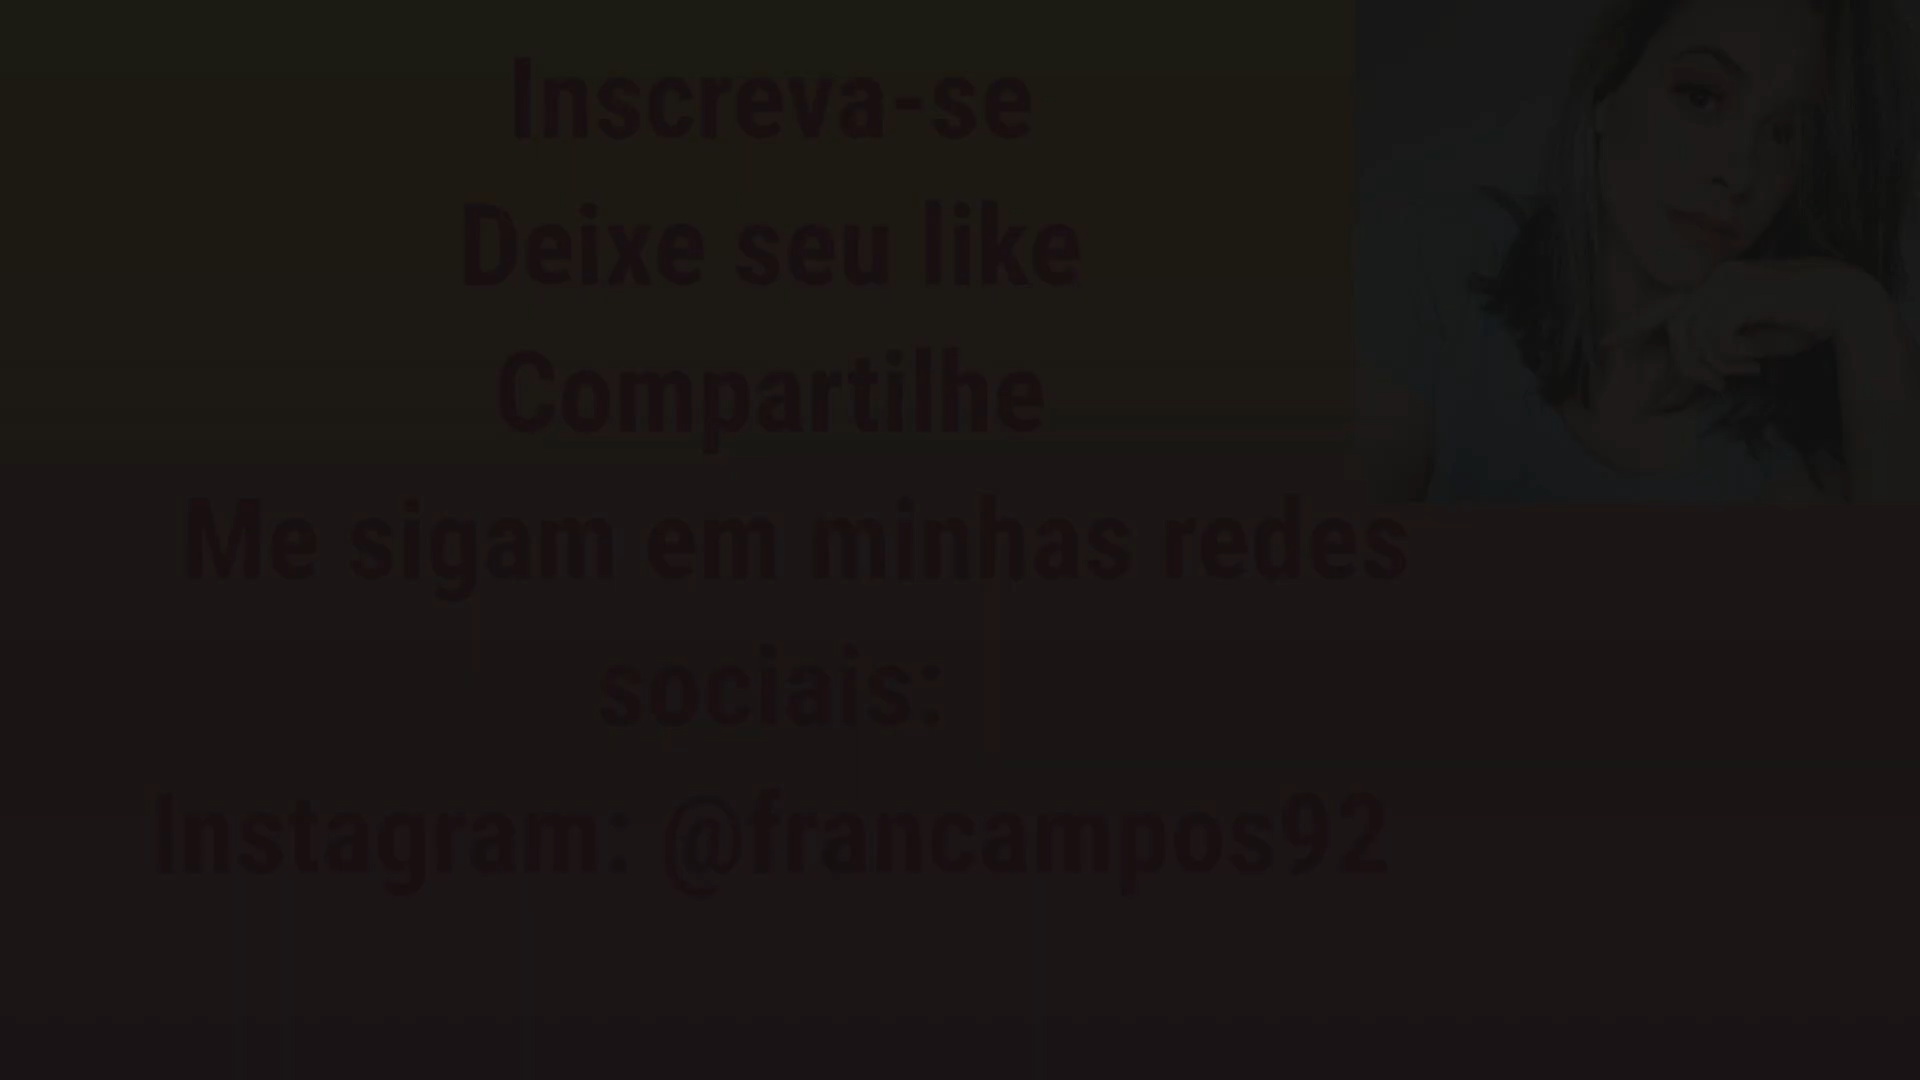 Inscreva-se
Deixe seu like
Compartilhe
Me sigam em minhas redes
sociais:
Instagram: @francampos92